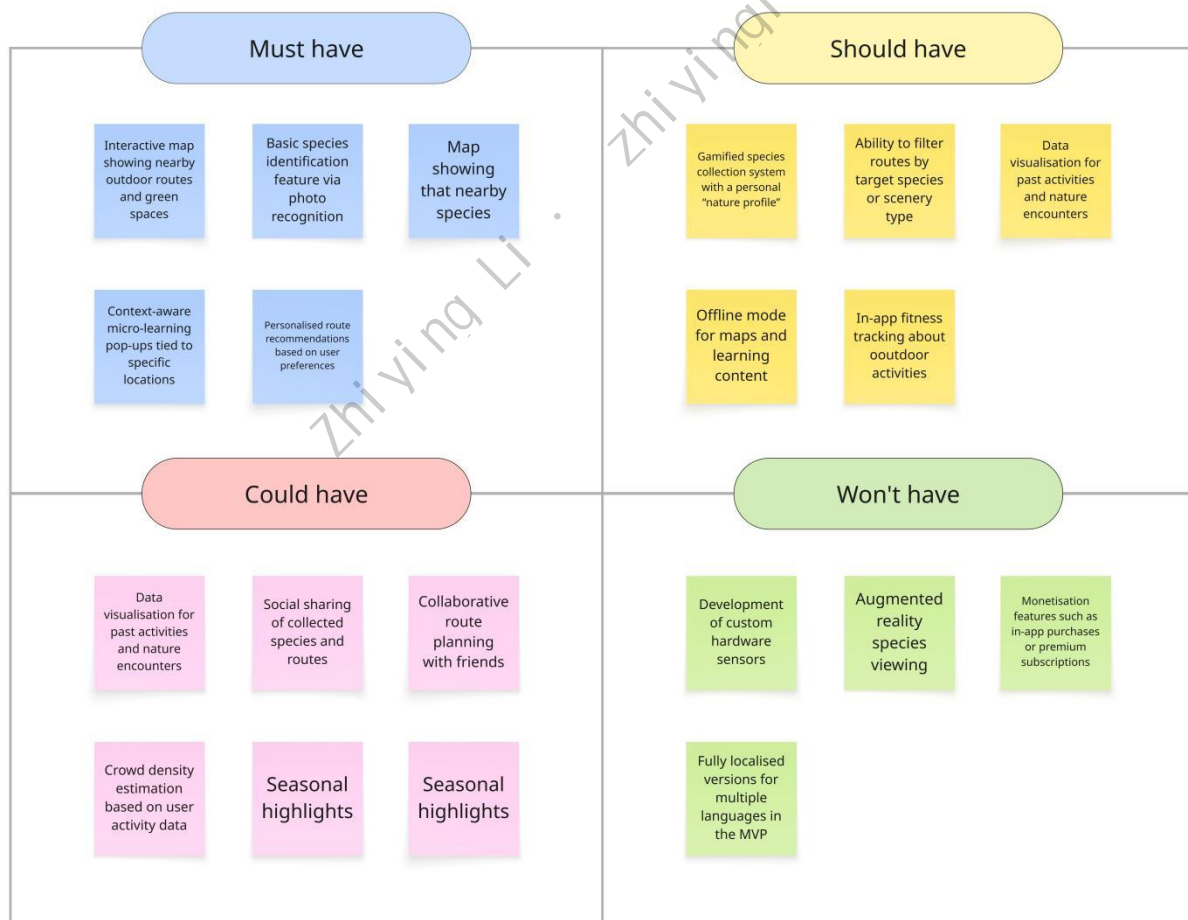 Must have
Interactive map
showing nearby
outdoor routes
and green
spaces
Basic species
identification
feature via
photo
recognition
Map
showing
that nearby
species
Context-aware
micro-learning
pop-ups tied to
specific
locations
Personalised route
recommendations
based on user
preferences
Should have
Gamified species
collection system
with a personal
“nature profile”
Ability to filter
routes by
target species
or scenery
type
Data
visualisation for
past activities
and nature
encounters
Offline mode
for maps and
learning
content
In-app fitness
tracking about
ooutdoor
activities
Could have
Data
visualisation for
past activities
and nature
encounters
Social sharing
of collected
species and
routes
Collaborative
route
planning
with friends
Crowd density
estimation
based on user
activity data
Seasonal
highlights
Seasonal
highlights
Won't have
Development
of custom
hardware
sensors
Augmented
reality
species
viewing
Monetisation
features such as
in-app purchases
or premium
subscriptions
Fully localised
versions for
multiple
languages in
the MVP
Zhiying Li .
zhiying